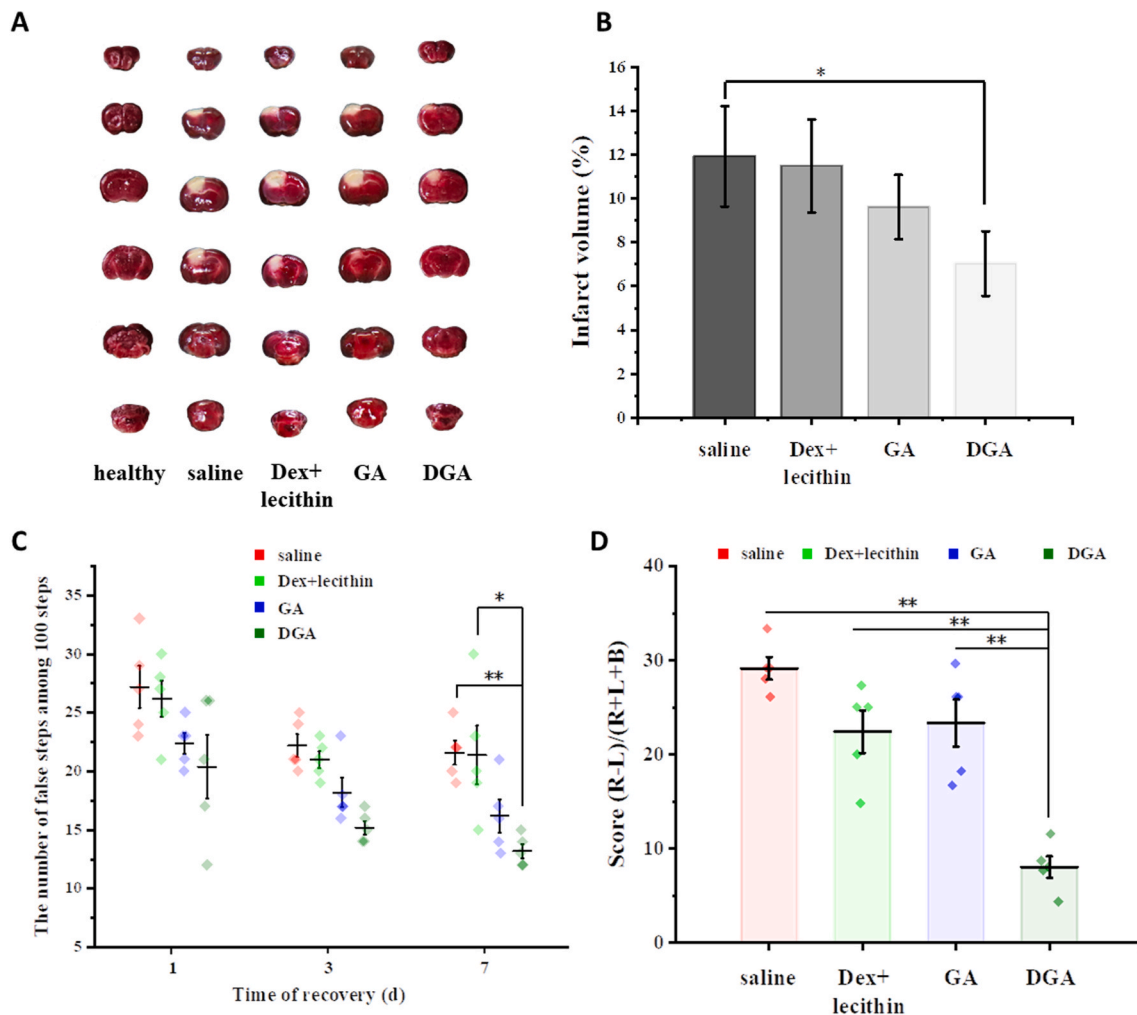 A
healthy saline Dex+ GA DGA
lecithin
B
16
14
12
10
8
6
4
2
0
Infarct volume (%)
*
saline Dex+ GA DGA
lecithin
C
saline
Dex+lecithin
GA
DGA
35
30
25
20
15
10
5
The number of false steps among 100 steps
*
**
1 3 7
Time of recovery (d)
D
saline Dex+lecithin GA DGA
40
30
20
10
0
Score (R-L)/(R+L+B)
**
**
**
saline Dex+ GA DGA
lecithin